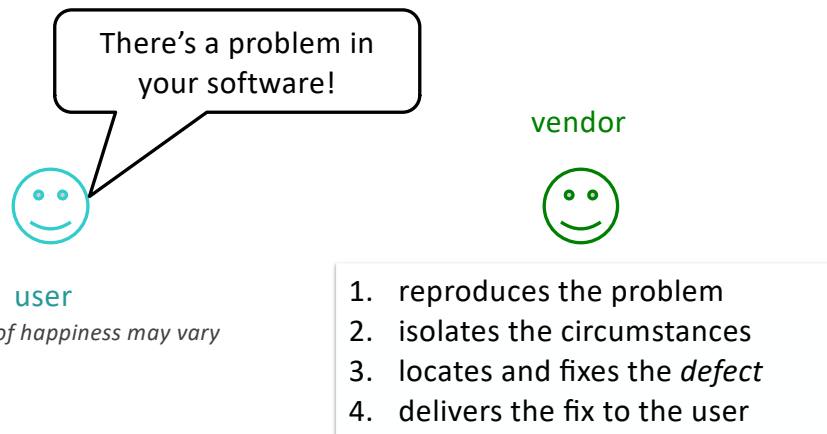 There’s a problem in
your software!
vendor
user
of happiness may vary
1. reproduces the problem
2. isolates the circumstances
3. locates and fixes the defect
4. delivers the fix to the user